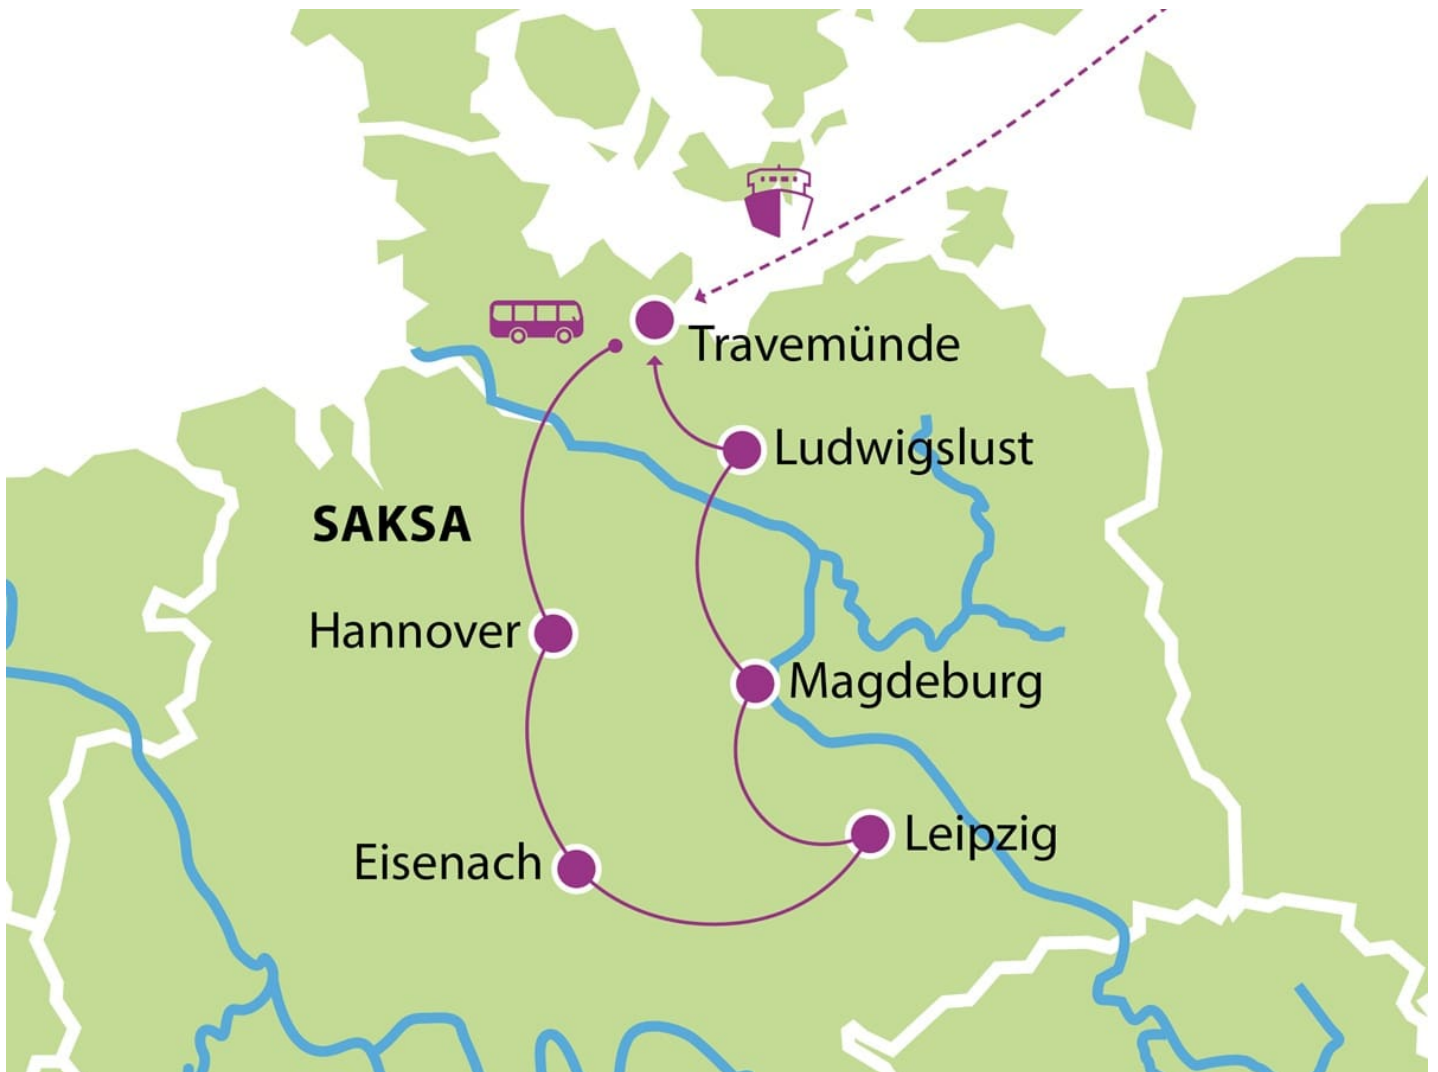 Travemünde
Ludwigslust
SAKSA
Hannover
Magdeburg
Leipzig
Eisenach